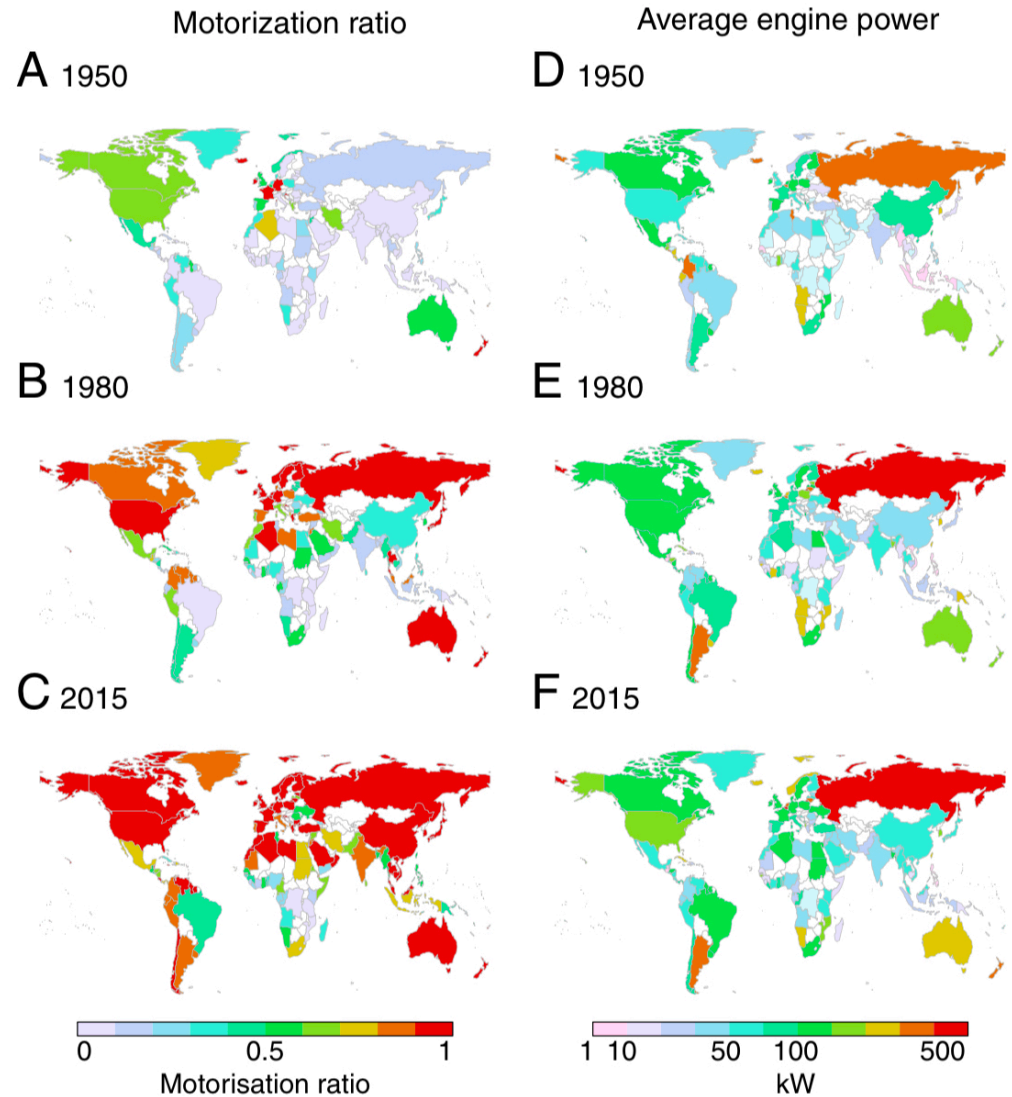 Motorization ratio
Average engine power
A 1950
D 1980
B 1980
E 1980
C 2015
F 2015
0 0.5 1
Motorisation ratio
1 10 50 100 500
kW